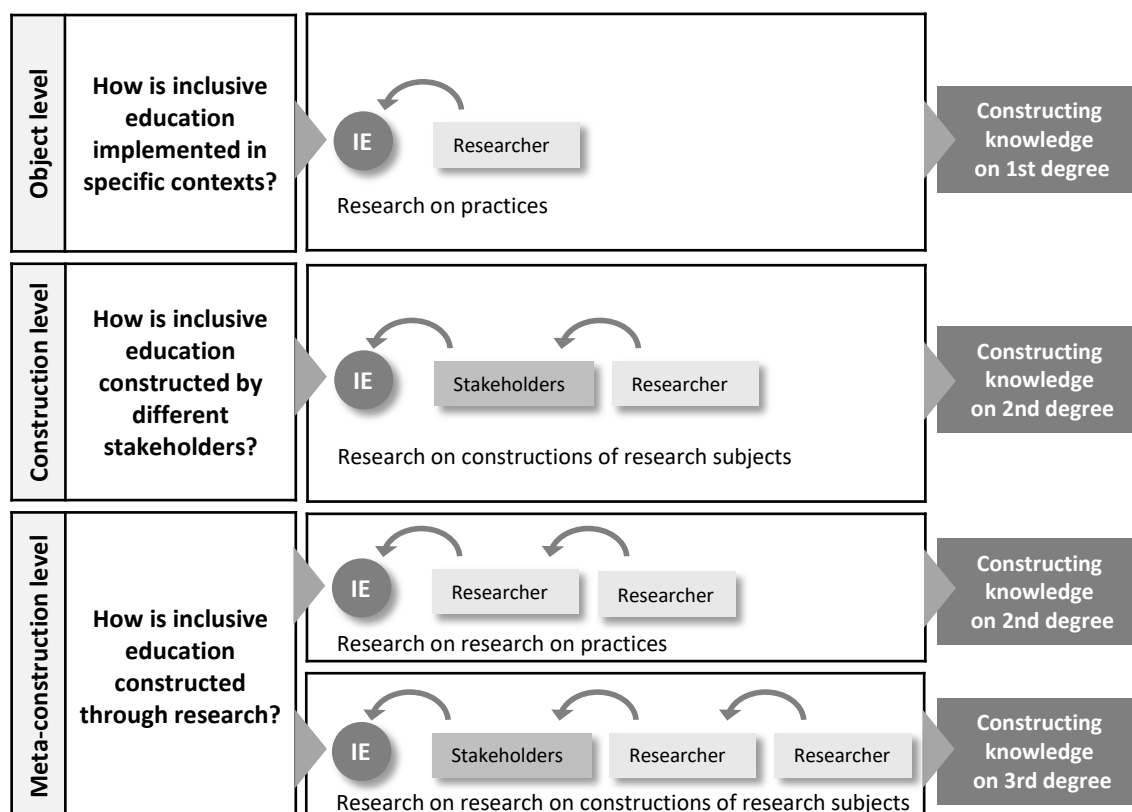 Object level
How is inclusive
education
implemented in
specific contexts?
IE
Researcher
Research on practices
Constructing
knowledge
on 1st degree
Construction level
How is inclusive
education
constructed by
different
stakeholders?
IE
Stakeholders
Researcher
Research on constructions of research subjects
Constructing
knowledge
on 2nd degree
Meta-construction level
How is inclusive
education
constructed
through research?
IE
Researcher
Researcher
Research on research on practices
Constructing
knowledge
on 2nd degree
IE
Stakeholders
Researcher
Researcher
Research on research on constructions of research subjects
Constructing
knowledge
on 3rd degree